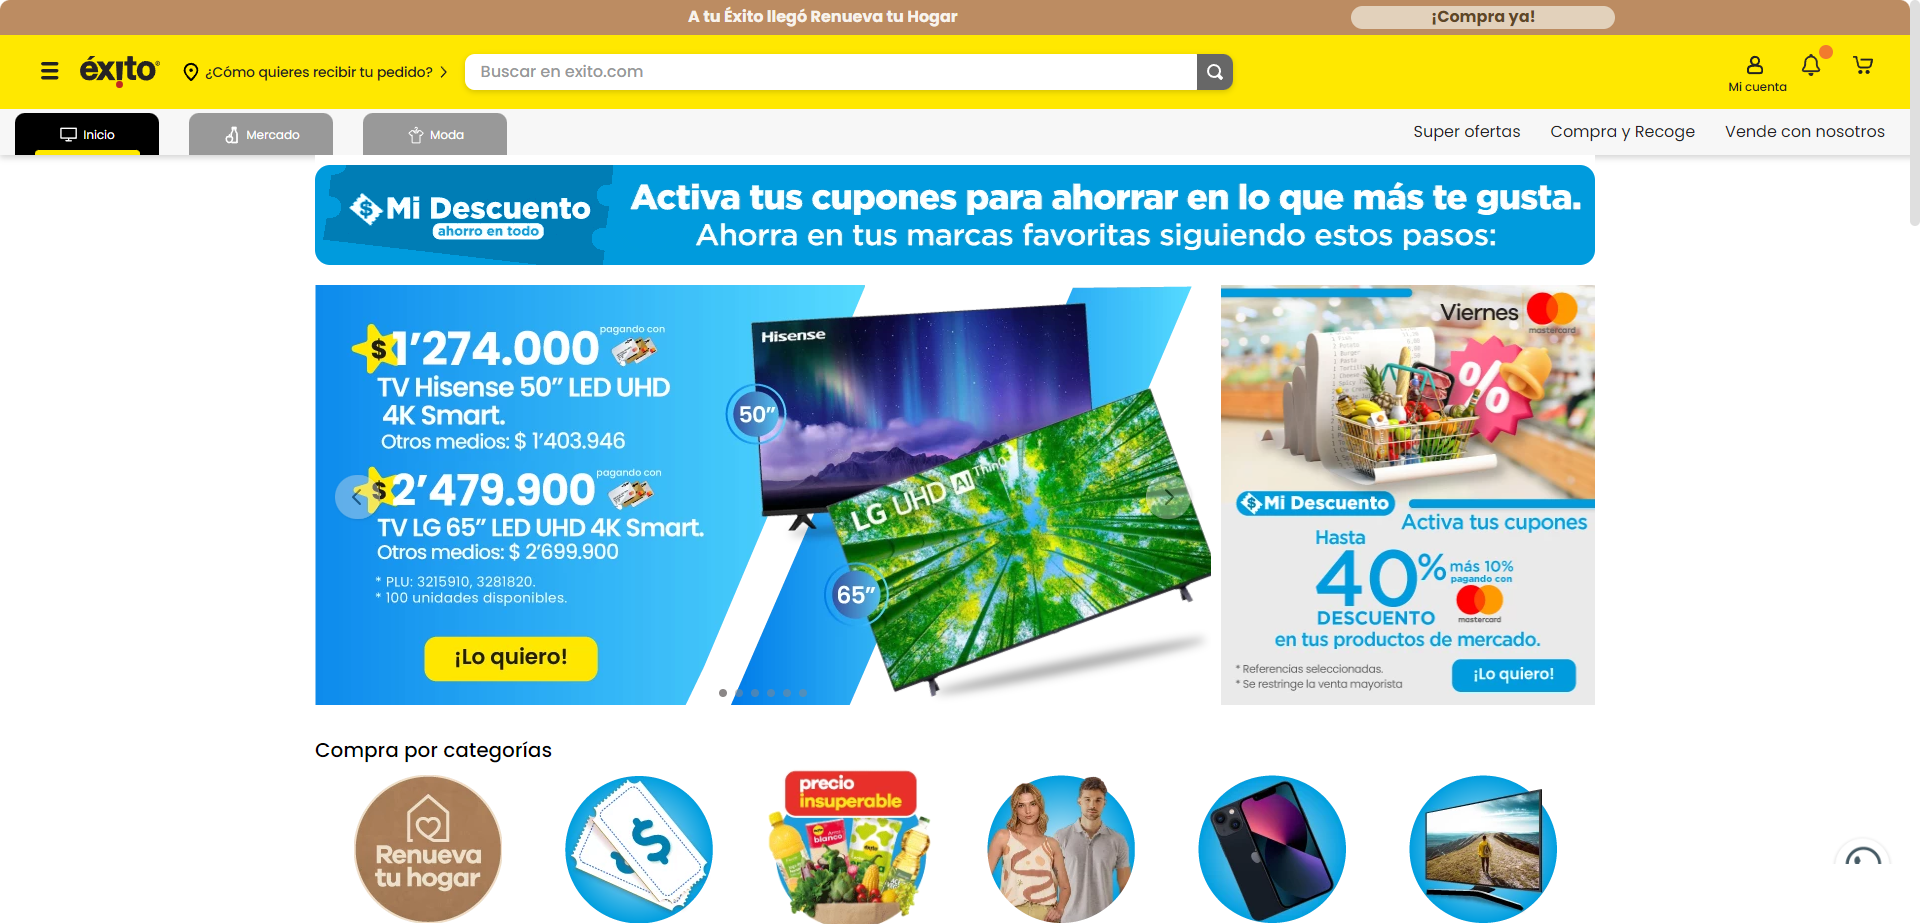 A tu Éxito llegó Renueva tu Hogar
¡Compra ya!
éxito
¿Cómo quieres recibir tu pedido?
Buscar en exito.com
Mi cuenta
Inicio
Mercado
Moda
Super ofertas
Compra y Recoge
Vende con nosotros
$ Mi Descuento
ahorro en todo
Activa tus cupones para ahorrar en lo que más te gusta.
Ahorra en tus marcas favoritas siguiendo estos pasos:
$1'274.000
pagando con
TV Hisense 50" LED UHD
4K Smart.
Otros medios: $ 1'403.946
$2'479.900
pagando con
TV LG 65" LED UHD 4K Smart.
Otros medios: $ 2'699.900
* PLU: 3215910, 3281820.
* 100 unidades disponibles.
¡Lo quiero!
Hisense
50"
LG UHD AI ThinQ
65"
Viernes
mastercard
%
$ Mi Descuento
Activa tus cupones
Hasta
40%
más 10%
pagando con
mastercard
DESCUENTO
en tus productos de mercado.
* Referencias seleccionadas.
* Se restringe la venta mayorista
¡Lo quiero!
Compra por categorías
Renueva
tu hogar
$
precio
insuperable